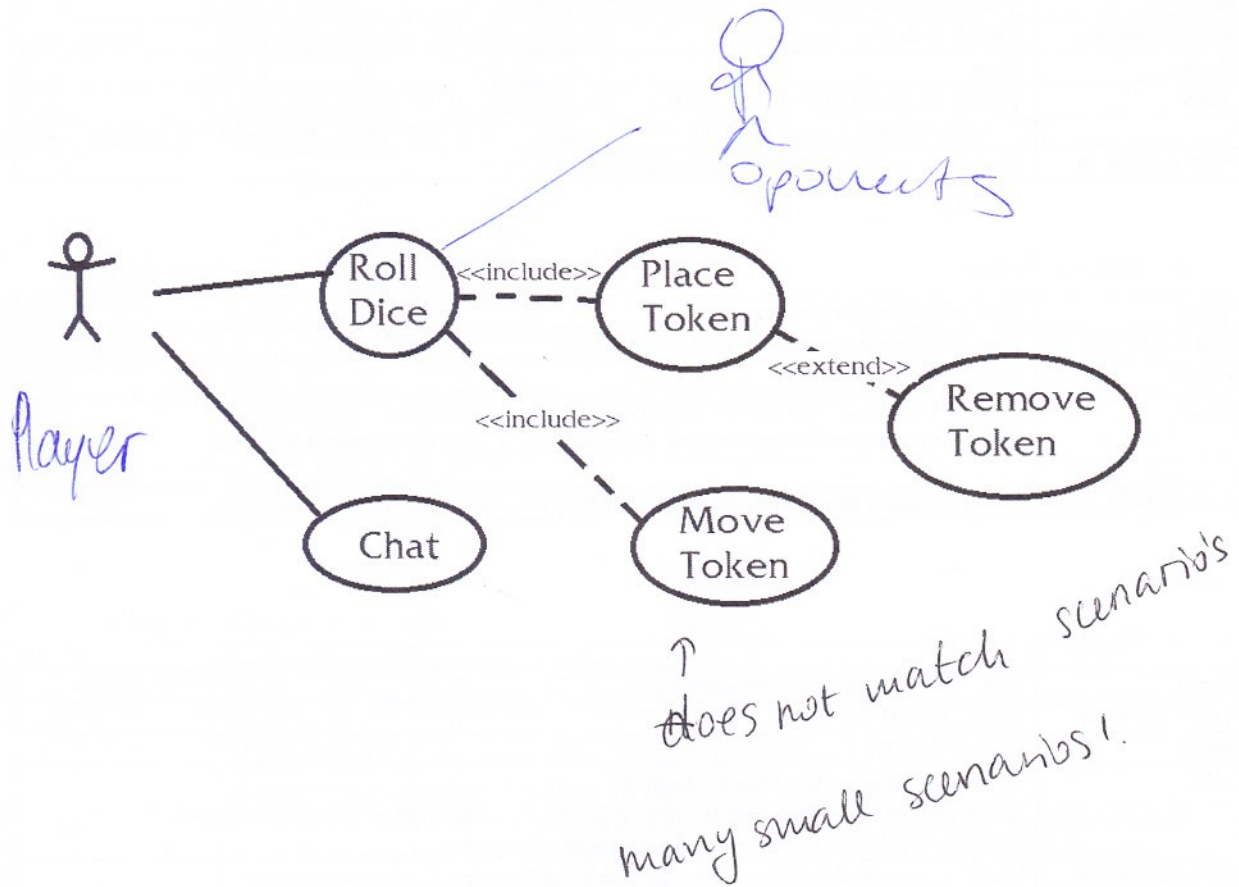 oponents
Roll
Dice
<<include>>
Place
Token
<<extend>>
Remove
Token
<<include>>
Player
Chat
Move
Token
↑
does not match scenario's
many small scenarios!